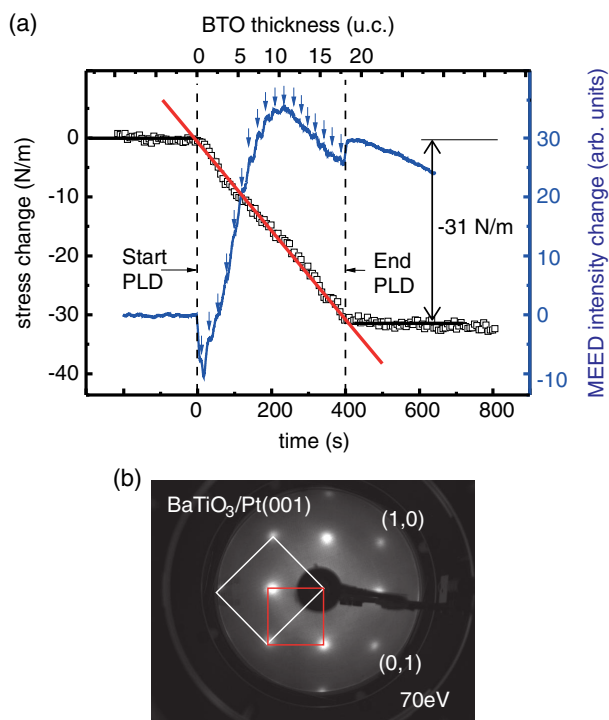 (a)
BTO thickness (u.c.)
0 5 10 15 20
stress change (N/m)
0
-10
-20
-30
-40
Start
PLD
End
PLD
-31 N/m
30
20
10
0
-10
MEED intensity change (arb. units)
0 200 400 600 800
time (s)
(b)
BaTiO₃/Pt(001)
(1,0)
(0,1)
70eV